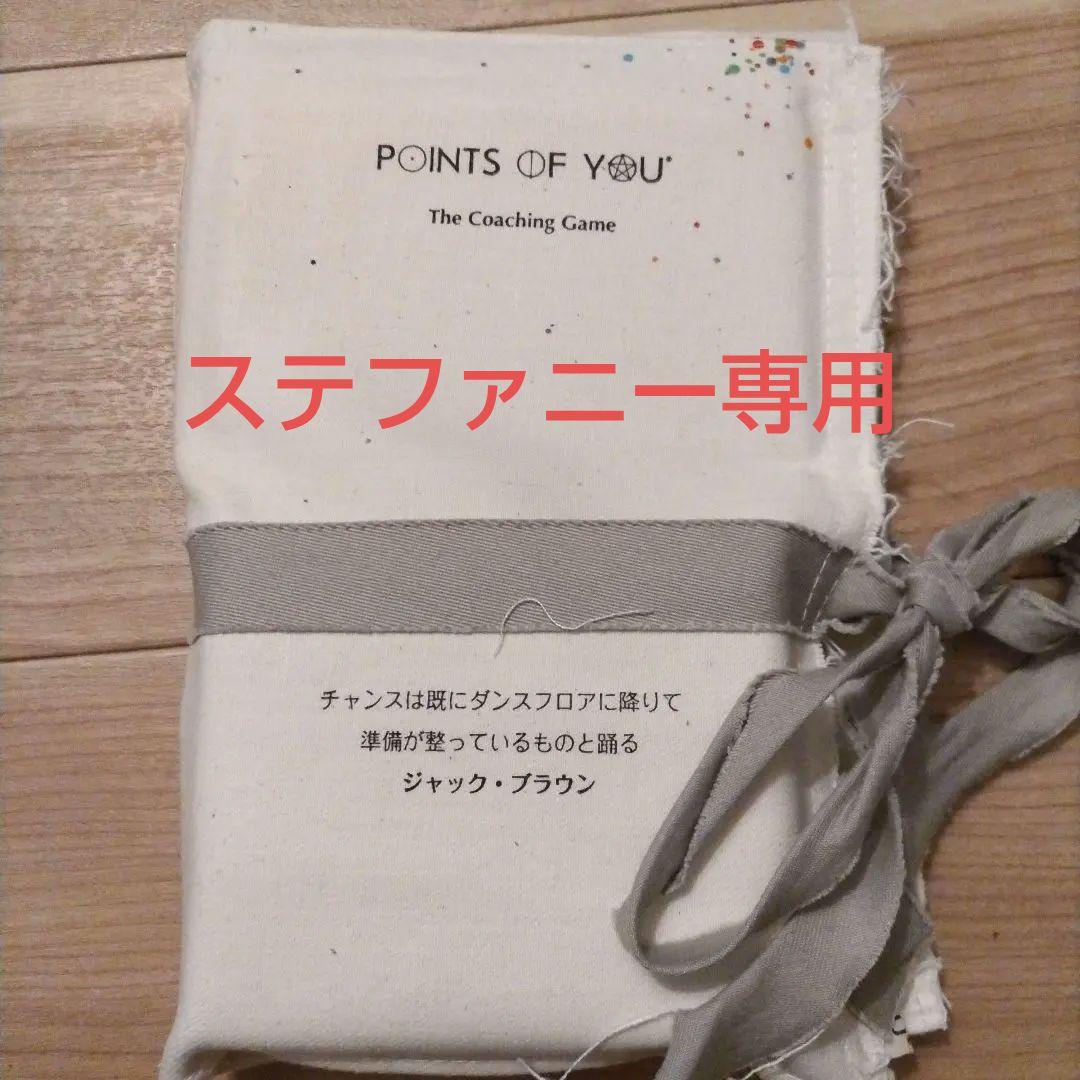 POINTS OF YOU®
The Coaching Game
ステファニー専用
チャンスは既にダンスフロアに降りて
準備が整っているものと踊る
ジャック・ブラウン